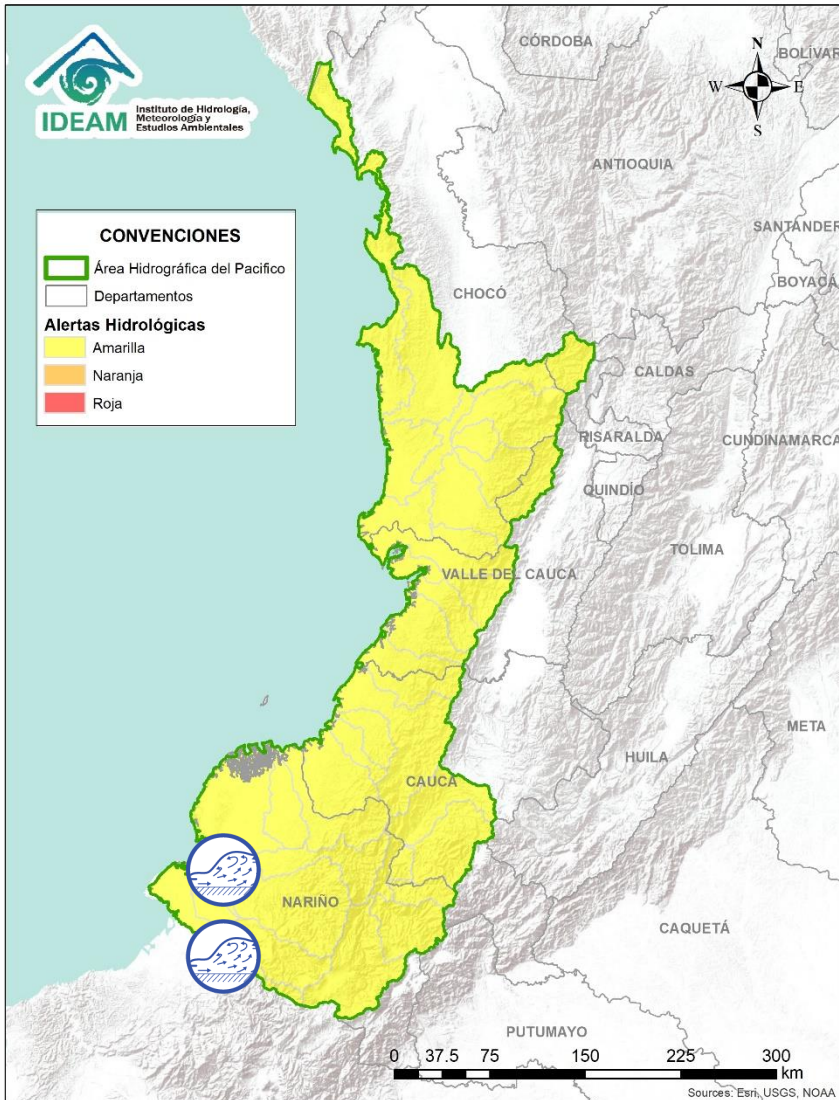 IDEAM
Instituto de Hidrología,
Meteorología y
Estudios Ambientales
CONVENCIONES
Área Hidrográfica del Pacifico
Departamentos
Alertas Hidrológicas
Amarilla
Naranja
Roja
N
W
E
S
CÓRDOBA
BOLÍVAR
ANTIOQUIA
SANTANDER
BOYACÁ
CHOCÓ
CALDAS
RISARALDA
CUNDINAMARCA
QUINDÍO
TOLIMA
VALLE DEL CAUCA
META
HUILA
CAUCA
NARIÑO
CAQUETÁ
PUTUMAYO
0 37.5 75 150 225 300
km
Sources: Esri, USGS, NOAA